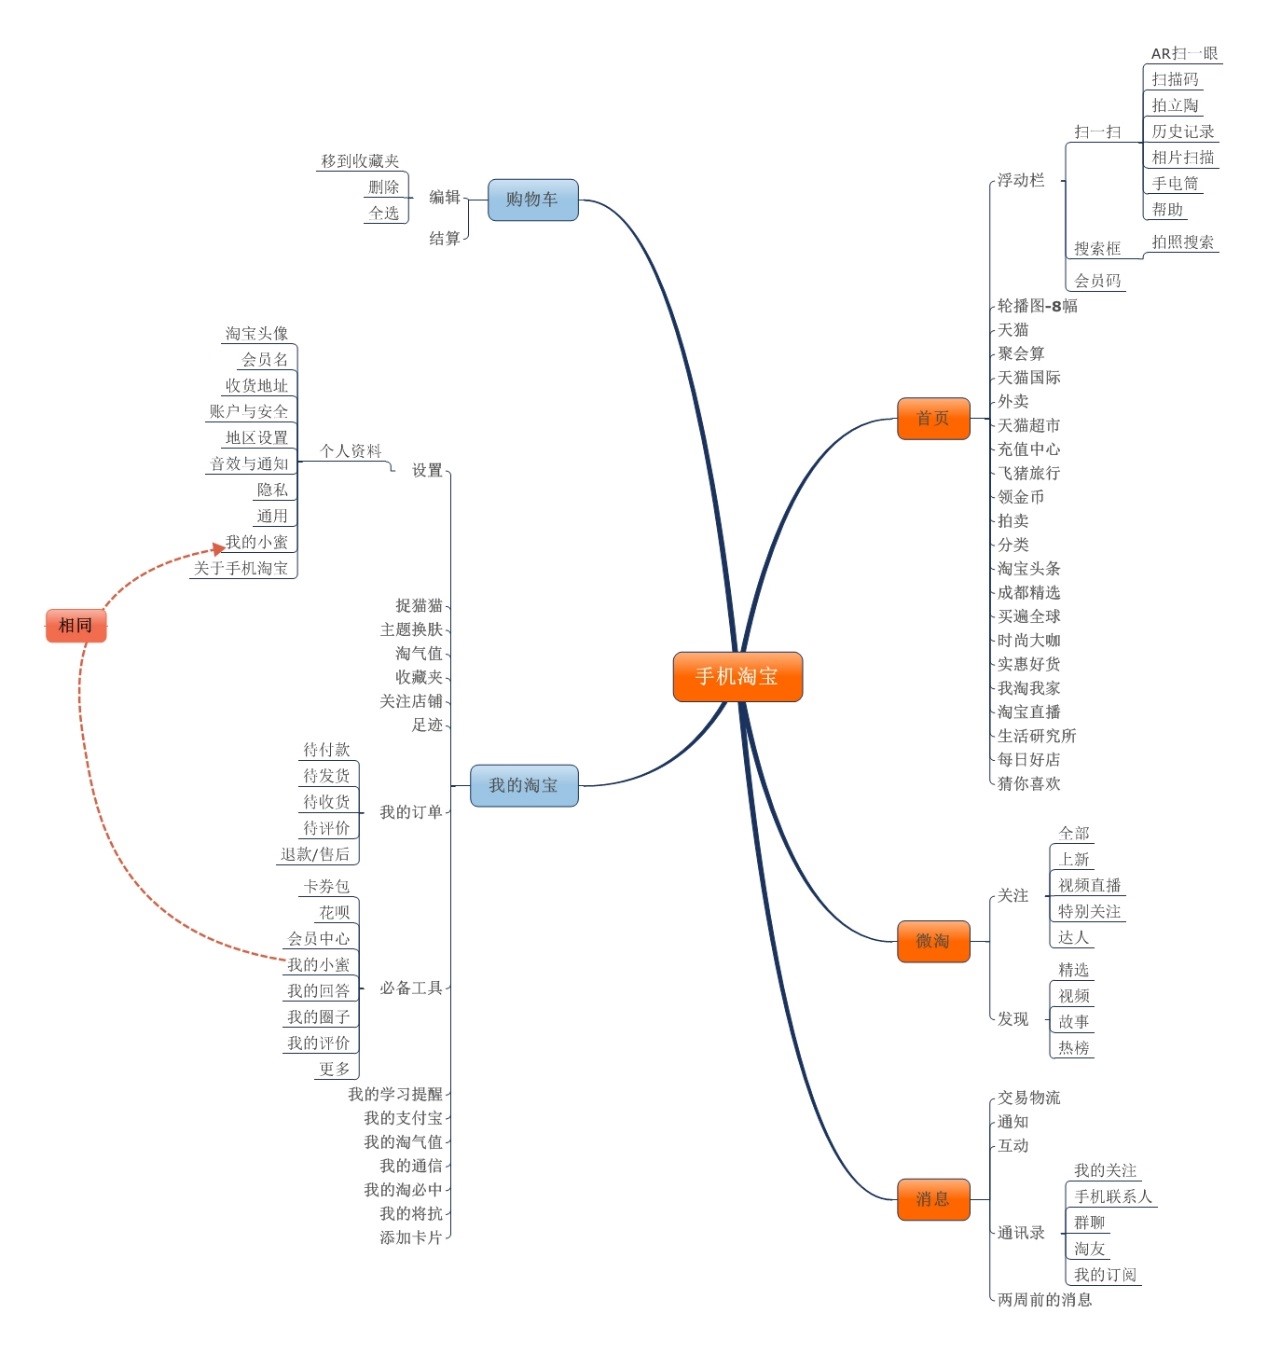 手机淘宝
首页
浮动栏
扫一扫
AR扫一眼
扫描码
拍立陶
历史记录
相片扫描
手电筒
帮助
搜索框
拍照搜索
会员码
轮播图-8幅
天猫
聚会算
天猫国际
外卖
天猫超市
充值中心
飞猪旅行
领金币
拍卖
分类
淘宝头条
成都精选
买遍全球
时尚大咖
实惠好货
我淘我家
淘宝直播
生活研究所
每日好店
猜你喜欢
微淘
关注
全部
上新
视频直播
特别关注
达人
发现
精选
视频
故事
热榜
消息
交易物流
通知
互动
通讯录
我的关注
手机联系人
群聊
淘友
我的订阅
两周前的消息
购物车
编辑
移到收藏夹
删除
全选
结算
我的淘宝
设置
个人资料
淘宝头像
会员名
收货地址
账户与安全
地区设置
音效与通知
隐私
通用
我的小蜜
关于手机淘宝
捉猫猫
主题换肤
淘气值
收藏夹
关注店铺
足迹
我的订单
待付款
待发货
待收货
待评价
退款/售后
必备工具
卡券包
花呗
会员中心
我的小蜜
我的回答
我的圈子
我的评价
更多
我的学习提醒
我的支付宝
我的淘气值
我的通信
我的淘必中
我的将抗
添加卡片
相同